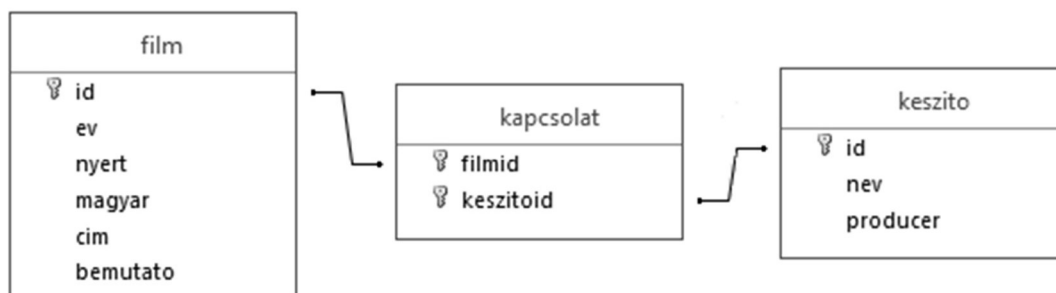 film
id
ev
nyert
magyar
cim
bemutato
kapcsolat
filmid
keszitoid
keszito
id
nev
producer